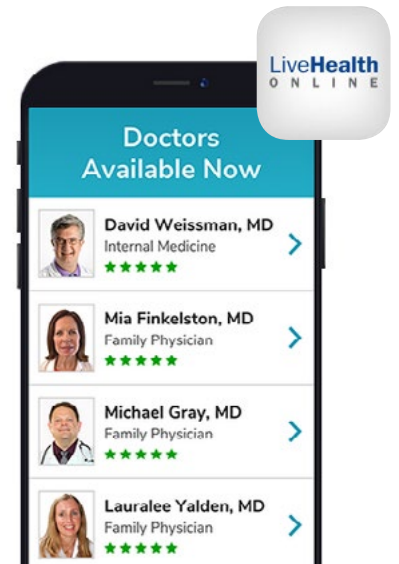 LiveHealth
ONLINE
Doctors
Available Now
David Weissman, MD
Internal Medicine
Mia Finkelston, MD
Family Physician
Michael Gray, MD
Family Physician
Lauralee Yalden, MD
Family Physician